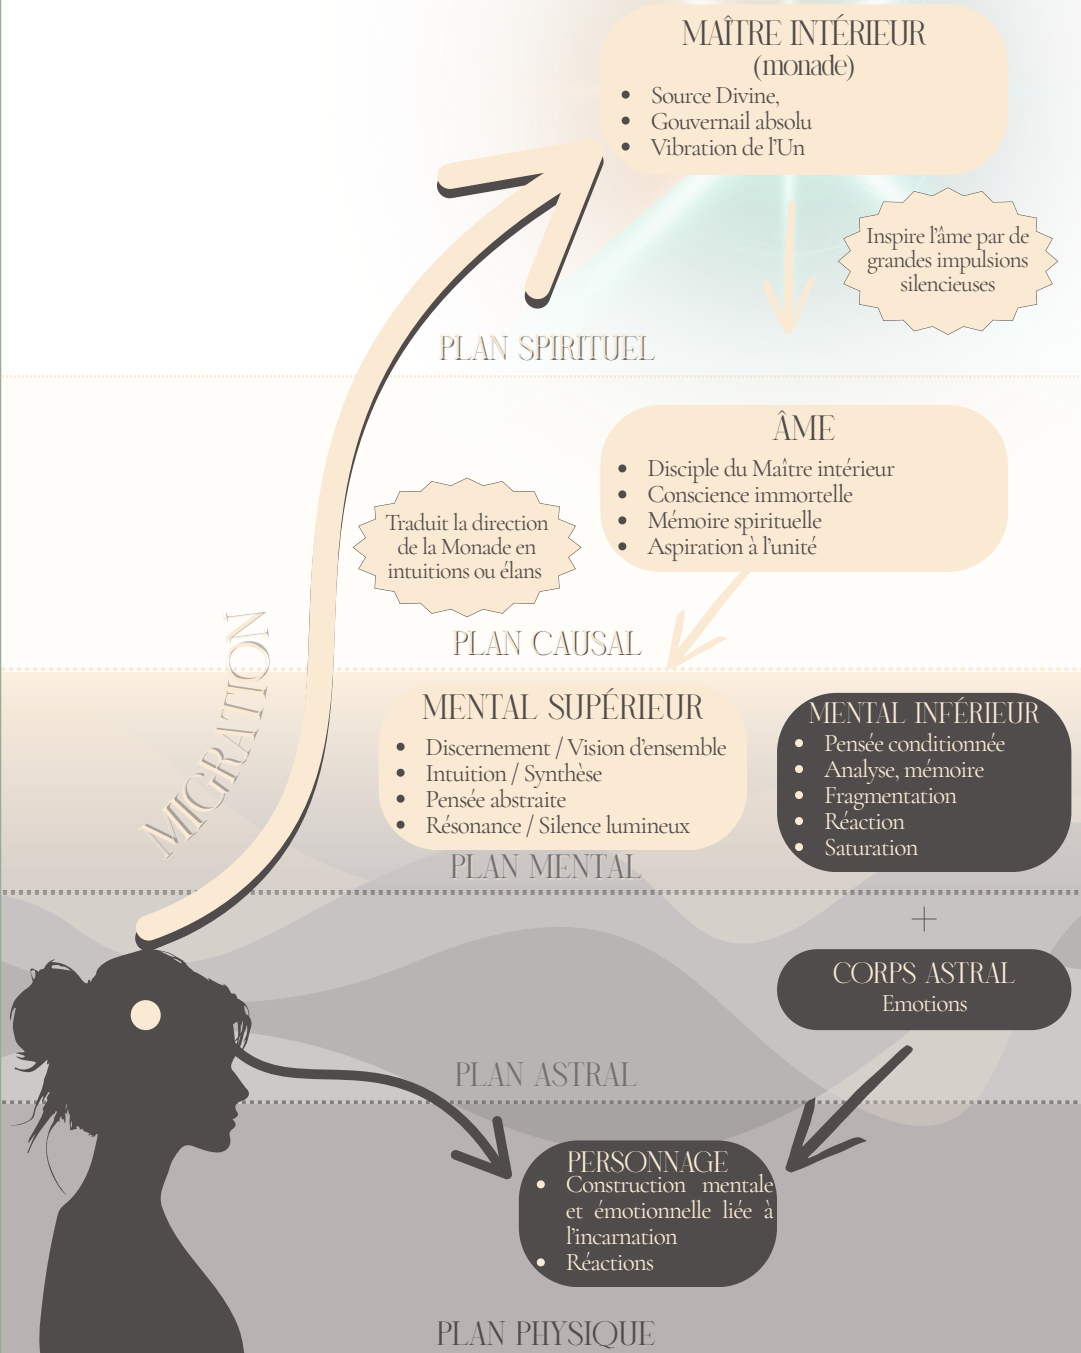 MAÎTRE INTÉRIEUR
(monade)
• Source Divine,
• Gouvernail absolu
• Vibration de l'Un
Inspire l'âme par de
grandes impulsions
silencieuses
PLAN SPIRITUEL
ÂME
• Disciple du Maître intérieur
• Conscience immortelle
• Mémoire spirituelle
• Aspiration à l'unité
Traduit la direction
de la Monade en
intuitions ou élans
PLAN CAUSAL
MIGRATION
MENTAL SUPÉRIEUR
• Discernement / Vision d'ensemble
• Intuition / Synthèse
• Pensée abstraite
• Résonance / Silence lumineux
MENTAL INFÉRIEUR
• Pensée conditionnée
• Analyse, mémoire
• Fragmentation
• Réaction
• Saturation
PLAN MENTAL
+
CORPS ASTRAL
Emotions
PLAN ASTRAL
PERSONNAGE
• Construction mentale
et émotionnelle liée à
l'incarnation
• Réactions
PLAN PHYSIQUE